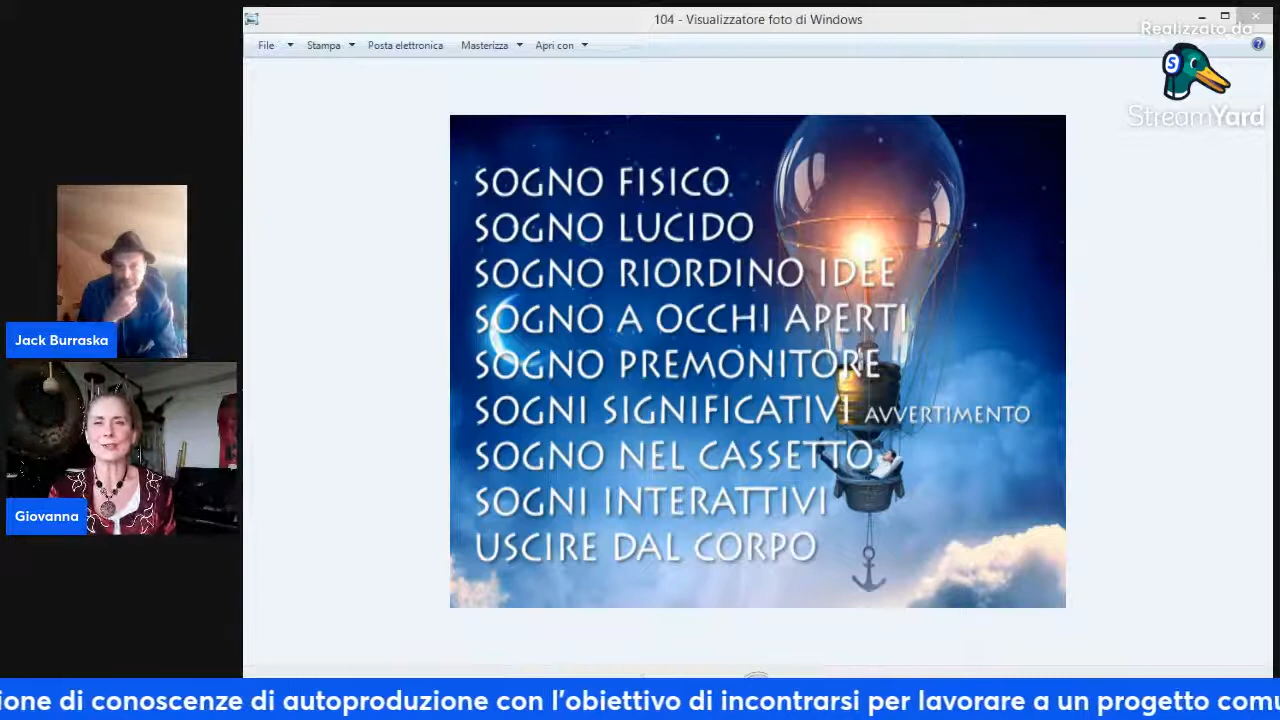 104 - Visualizzatore foto di Windows
File Stampa Posta elettronica Masterizza Apri con
Realizzato da
S
StreamYard
SOGNO FISICO
SOGNO LUCIDO
SOGNO RIORDINO IDEE
SOGNO A OCCHI APERTI
SOGNO PREMONITORE
SOGNI SIGNIFICATIVI AVVERTIMENTO
SOGNO NEL CASSETTO
SOGNI INTERATTIVI
USCIRE DAL CORPO
Jack Burraska
Giovanna
ione di conoscenze di autoproduzione con l'obiettivo di incontrarsi per lavorare a un progetto comu